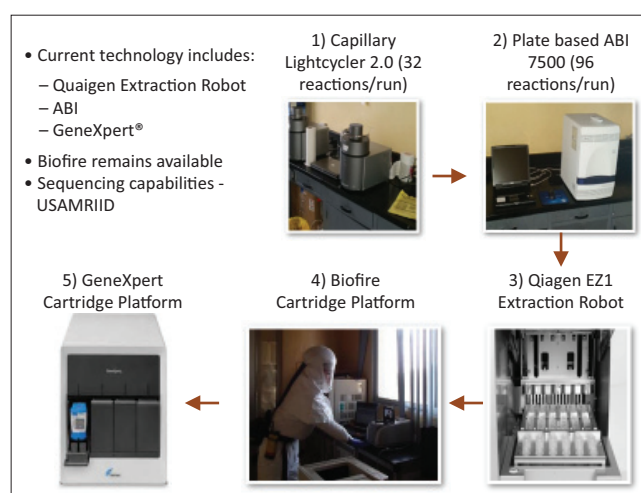 • Current technology includes:
– Quaigen Extraction Robot
– ABI
– GeneXpert®
• Biofire remains available
• Sequencing capabilities -
USAMRIID
1) Capillary
Lightcycler 2.0 (32
reactions/run)
2) Plate based ABI
7500 (96
reactions/run)
3) Qiagen EZ1
Extraction Robot
4) Biofire
Cartridge Platform
5) GeneXpert
Cartridge Platform